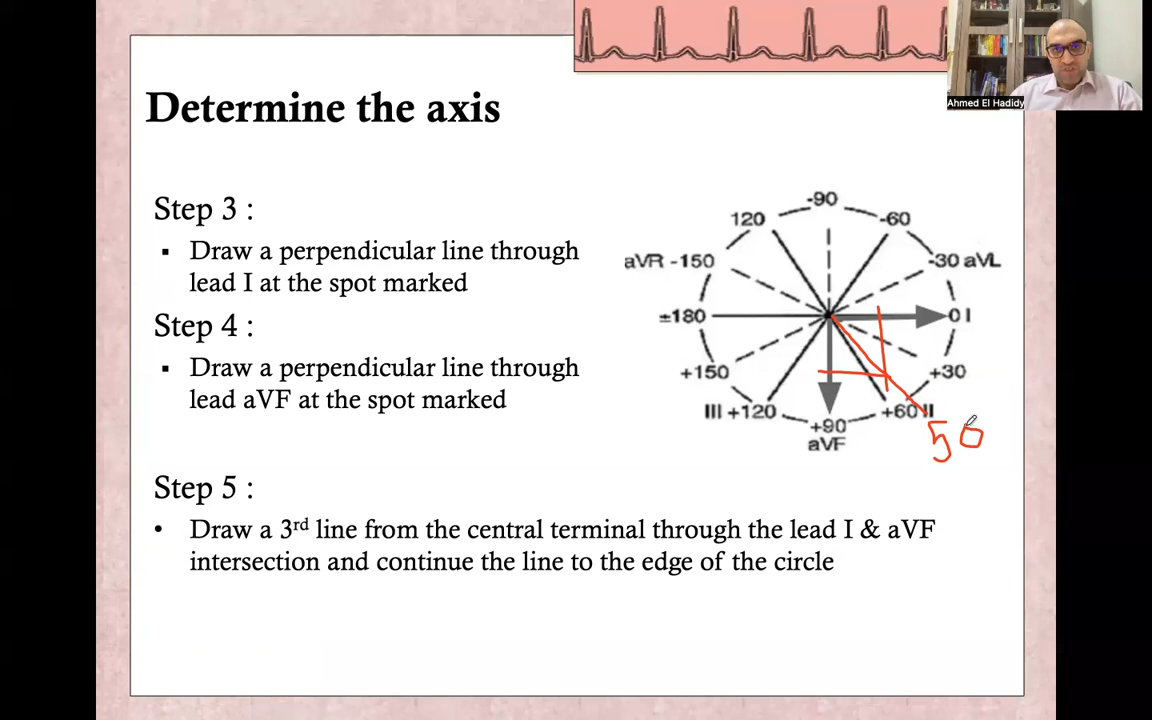 Ahmed El Hadidy
Determine the axis
Step 3 :
▪ Draw a perpendicular line through
lead I at the spot marked
Step 4 :
▪ Draw a perpendicular line through
lead aVF at the spot marked
-90
120
-60
aVR -150
-30 aVL
±180
0 I
+150
+30
III +120
+60 II
+90
aVF
50
Step 5 :
• Draw a 3rd line from the central terminal through the lead I & aVF
intersection and continue the line to the edge of the circle